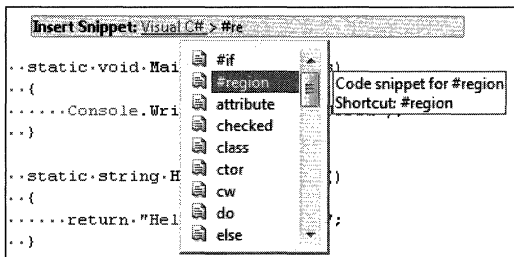 Insert Snippet: Visual C# > #re
#if
··static·void·Mai )
#region
Code snippet for #region
Shortcut: #region
··{
attribute
······Console.Wri
checked
··}
class
ctor
··static·string·H )
cw
··{
do
······return·"Hel ";
else
··}